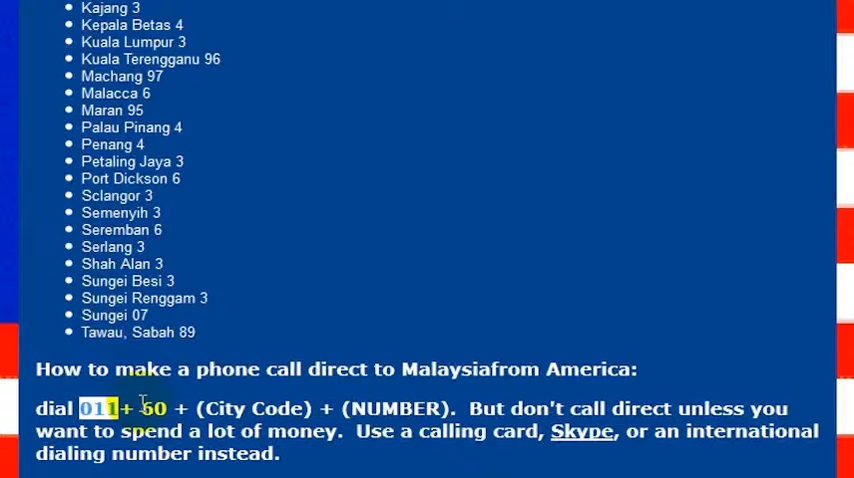 Kajang 3
Kepala Betas 4
Kuala Lumpur 3
Kuala Terengganu 96
Machang 97
Malacca 6
Maran 95
Palau Pinang 4
Penang 4
Petaling Jaya 3
Port Dickson 6
Sclangor 3
Semenyih 3
Seremban 6
Serlang 3
Shah Alan 3
Sungei Besi 3
Sungei Renggam 3
Sungei 07
Tawau, Sabah 89
How to make a phone call direct to Malaysiafrom America:
dial 011+ 60 + (City Code) + (NUMBER).  But don't call direct unless you
want to spend a lot of money.  Use a calling card, Skype, or an international
dialing number instead.